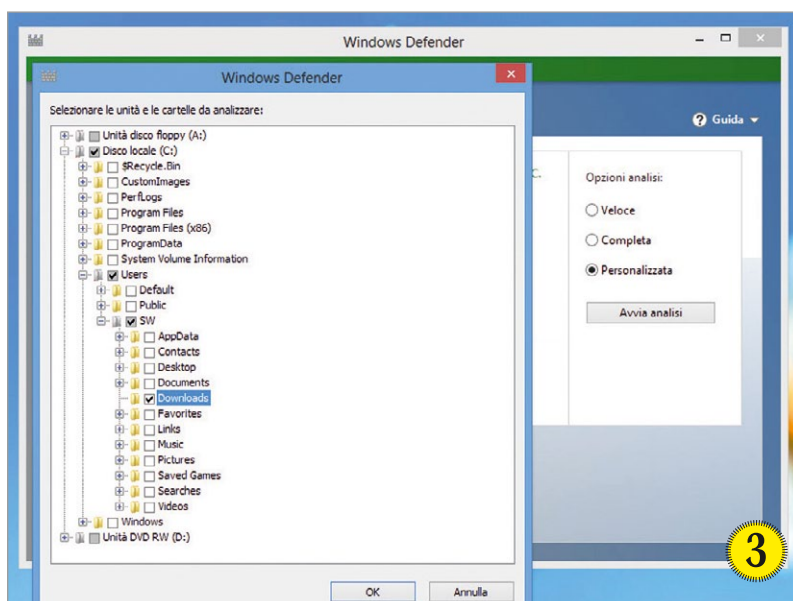 Windows Defender
Windows Defender
Selezionare le unità e le cartelle da analizzare:
Unità disco floppy (A:)
Disco locale (C:)
$Recycle.Bin
CustomImages
PerfLogs
Program Files
Program Files (x86)
ProgramData
System Volume Information
Users
Default
Public
SW
AppData
Contacts
Desktop
Documents
Downloads
Favorites
Links
Music
Pictures
Saved Games
Searches
Videos
Windows
Unità DVD RW (D:)
OK Annulla
Guida
C.
Opzioni analisi:
Veloce
Completa
Personalizzata
Avvia analisi
3